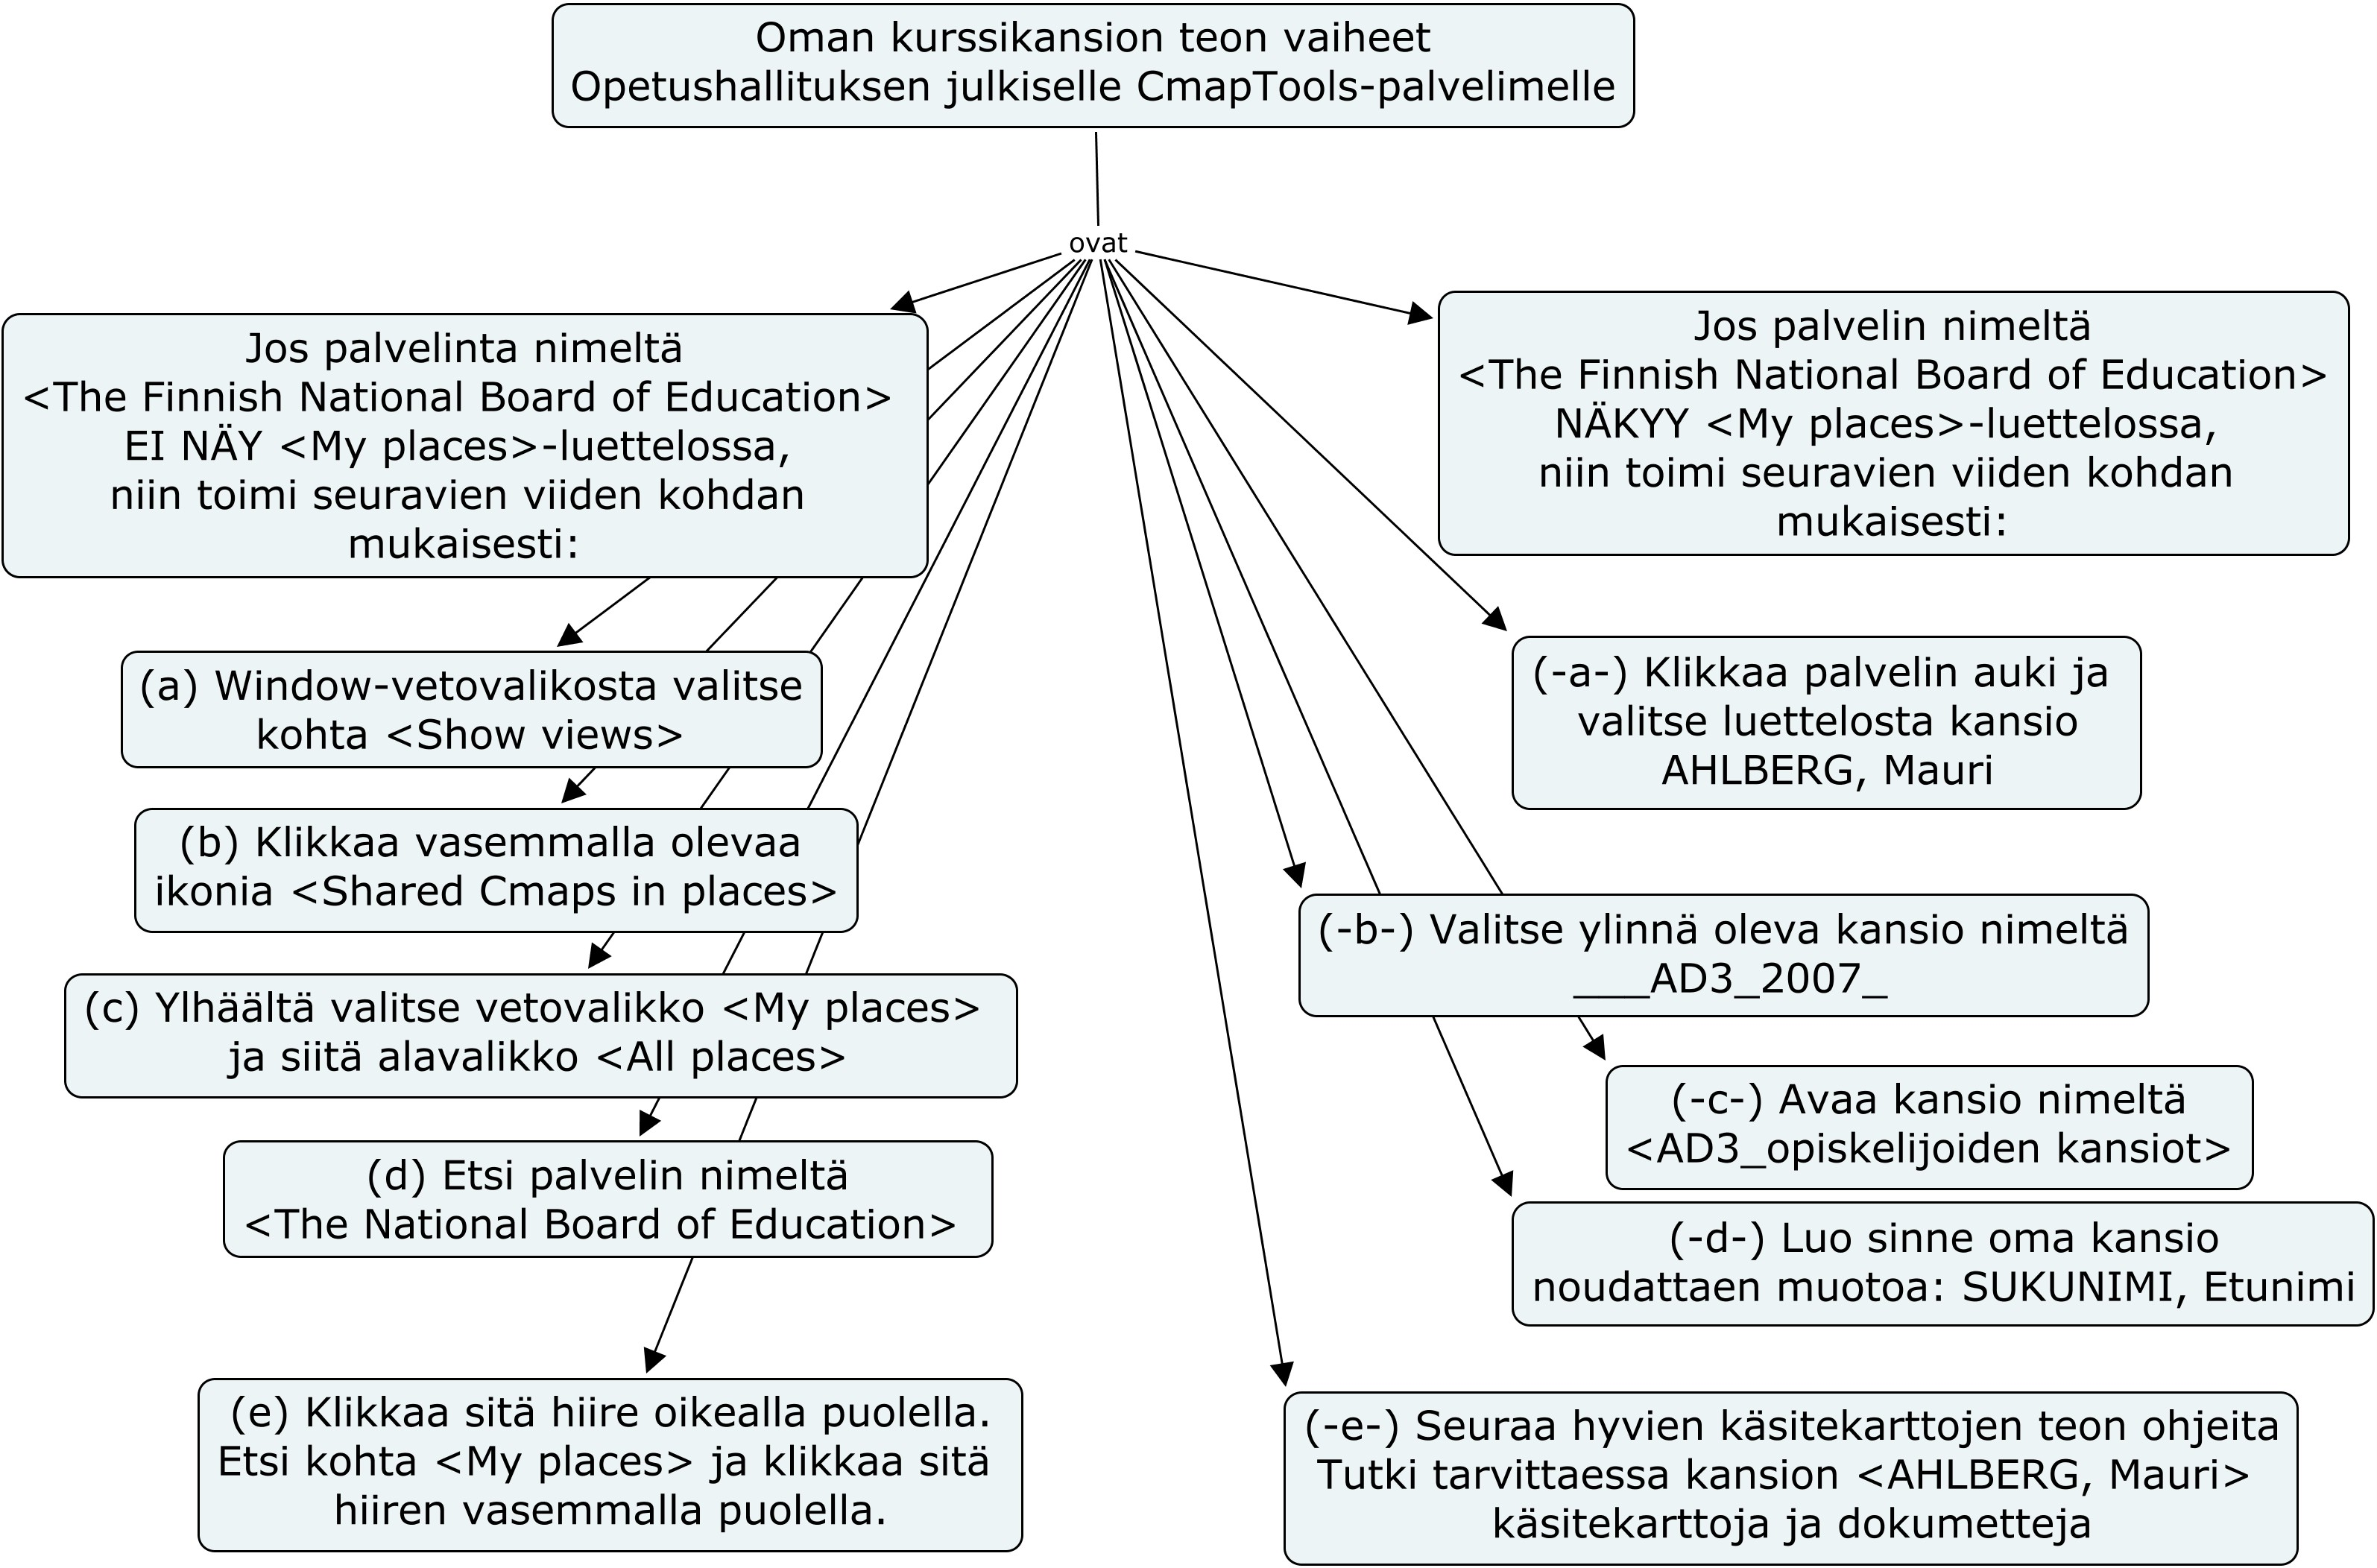 Oman kurssikansion teon vaiheet
Opetushallituksen julkiselle CmapTools-palvelimelle
ovat
Jos palvelinta nimeltä
<The Finnish National Board of Education>
EI NÄY <My places>-luettelossa,
niin toimi seuravien viiden kohdan
mukaisesti:
(a) Window-vetovalikosta valitse
kohta <Show views>
(b) Klikkaa vasemmalla olevaa
ikonia <Shared Cmaps in places>
(c) Ylhäältä valitse vetovalikko <My places>
ja siitä alavalikko <All places>
(d) Etsi palvelin nimeltä
<The National Board of Education>
(e) Klikkaa sitä hiire oikealla puolella.
Etsi kohta <My places> ja klikkaa sitä
hiiren vasemmalla puolella.
Jos palvelin nimeltä
<The Finnish National Board of Education>
NÄKYY <My places>-luettelossa,
niin toimi seuravien viiden kohdan
mukaisesti:
(-a-) Klikkaa palvelin auki ja
valitse luettelosta kansio
AHLBERG, Mauri
(-b-) Valitse ylinnä oleva kansio nimeltä
___AD3_2007_
(-c-) Avaa kansio nimeltä
<AD3_opiskelijoiden kansiot>
(-d-) Luo sinne oma kansio
noudattaen muotoa: SUKUNIMI, Etunimi
(-e-) Seuraa hyvien käsitekarttojen teon ohjeita
Tutki tarvittaessa kansion <AHLBERG, Mauri>
käsitekarttoja ja dokumetteja